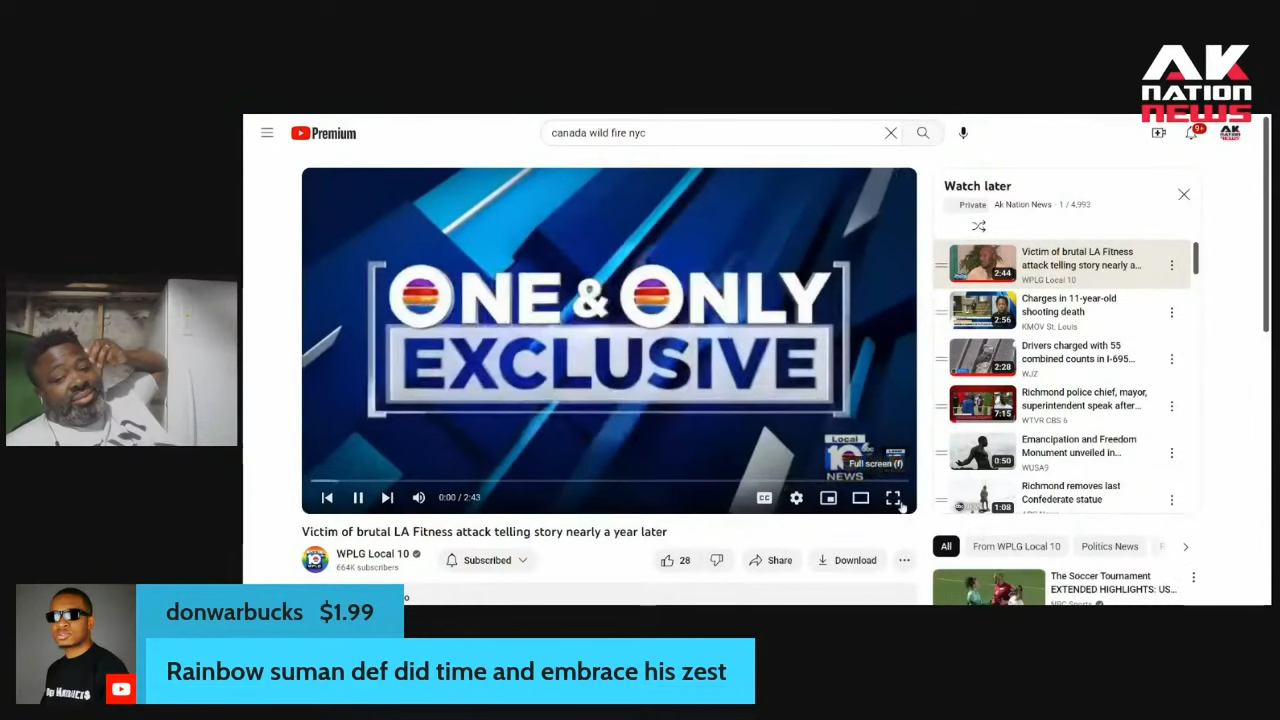 AK
NATION
NEWS
Premium
canada wild fire nyc
9+
ONE & ONLY
EXCLUSIVE
Local
10
abc
NEWS
Full screen (f)
0:00 / 2:43
CC
Victim of brutal LA Fitness attack telling story nearly a year later
WPLG Local 10
664K subscribers
Subscribed
28
Share
Download
Watch later
Private
Ak Nation News · 1 / 4,993
2:44
Victim of brutal LA Fitness
attack telling story nearly a...
WPLG Local 10
2:56
Charges in 11-year-old
shooting death
KMOV St. Louis
2:28
Drivers charged with 55
combined counts in I-695...
WJZ
7:15
Richmond police chief, mayor,
superintendent speak after...
WTVR CBS 6
0:50
Emancipation and Freedom
Monument unveiled in...
WUSA9
1:08
Richmond removes last
Confederate statue
All
From WPLG Local 10
Politics News
The Soccer Tournament
EXTENDED HIGHLIGHTS: US...
NBC Sports
donwarbucks $1.99
Rainbow suman def did time and embrace his zest